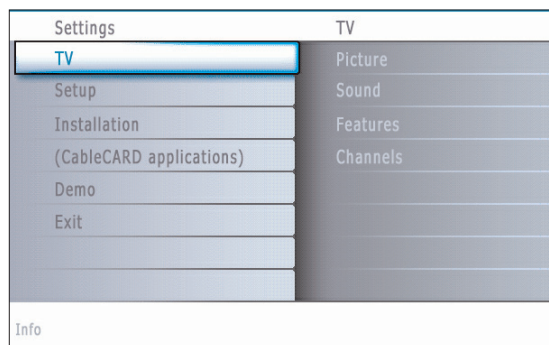 Settings
TV
TV
Picture
Setup
Sound
Installation
Features
(CableCARD applications)
Channels
Demo
Exit
Info